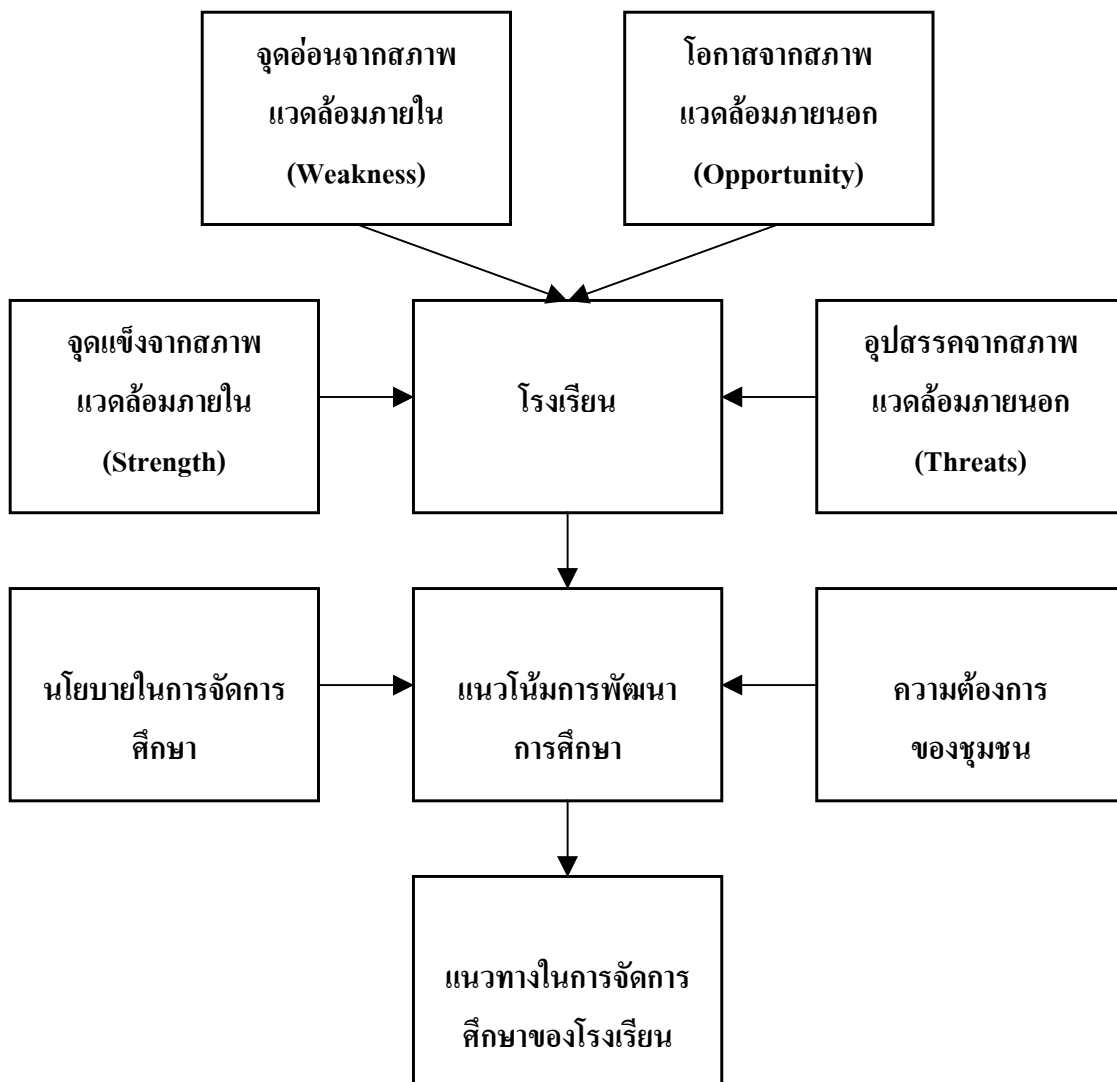 จุดอ่อนจากสภาพ
แวดล้อมภายใน
(Weakness)
โอกาสจากสภาพ
แวดล้อมภายนอก
(Opportunity)
จุดแข็งจากสภาพ
แวดล้อมภายใน
(Strength)
โรงเรียน
อุปสรรคจากสภาพ
แวดล้อมภายนอก
(Threats)
นโยบายในการจัดการ
ศึกษา
แนวโน้มการพัฒนา
การศึกษา
ความต้องการ
ของชุมชน
แนวทางในการจัดการ
ศึกษาของโรงเรียน